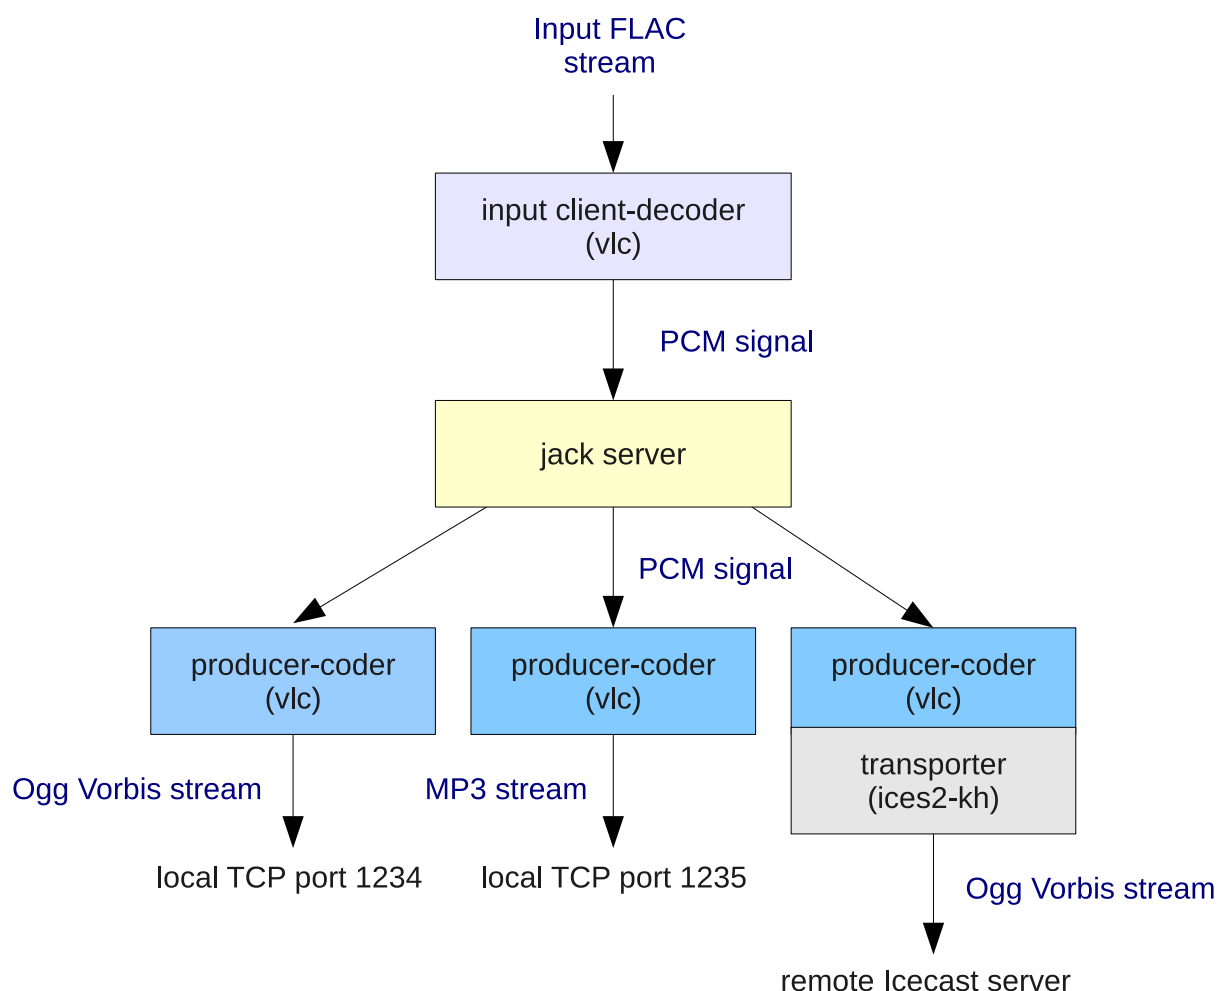 Input FLAC
stream
input client-decoder
(vlc)
PCM signal
jack server
PCM signal
producer-coder
(vlc)
producer-coder
(vlc)
producer-coder
(vlc)
transporter
(ices2-kh)
Ogg Vorbis stream
MP3 stream
local TCP port 1234
local TCP port 1235
Ogg Vorbis stream
remote Icecast server